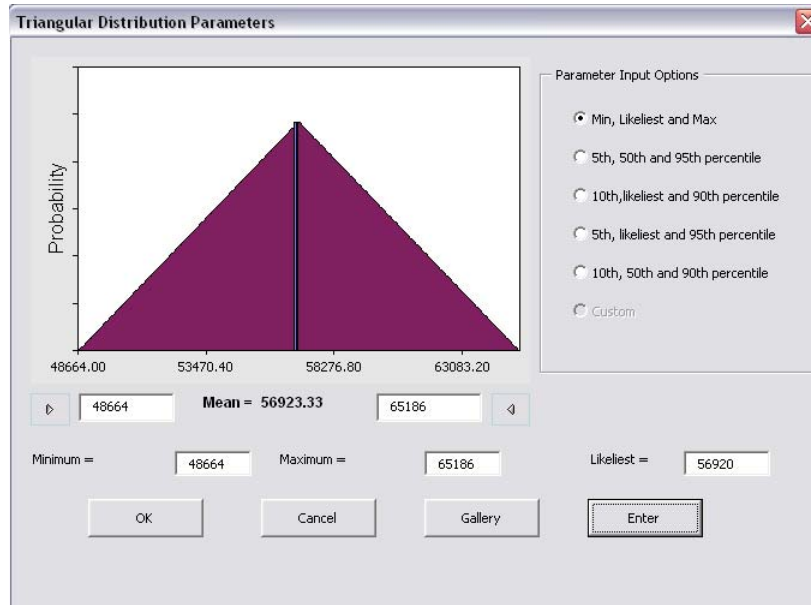 Triangular Distribution Parameters
Probability
48664.00 53470.40 58276.80 63083.20
48664 Mean = 56923.33 65186
Parameter Input Options
Min, Likeliest and Max
5th, 50th and 95th percentile
10th,likeliest and 90th percentile
5th, likeliest and 95th percentile
10th, 50th and 90th percentile
Custom
Minimum = 48664 Maximum = 65186 Likeliest = 56920
OK Cancel Gallery Enter